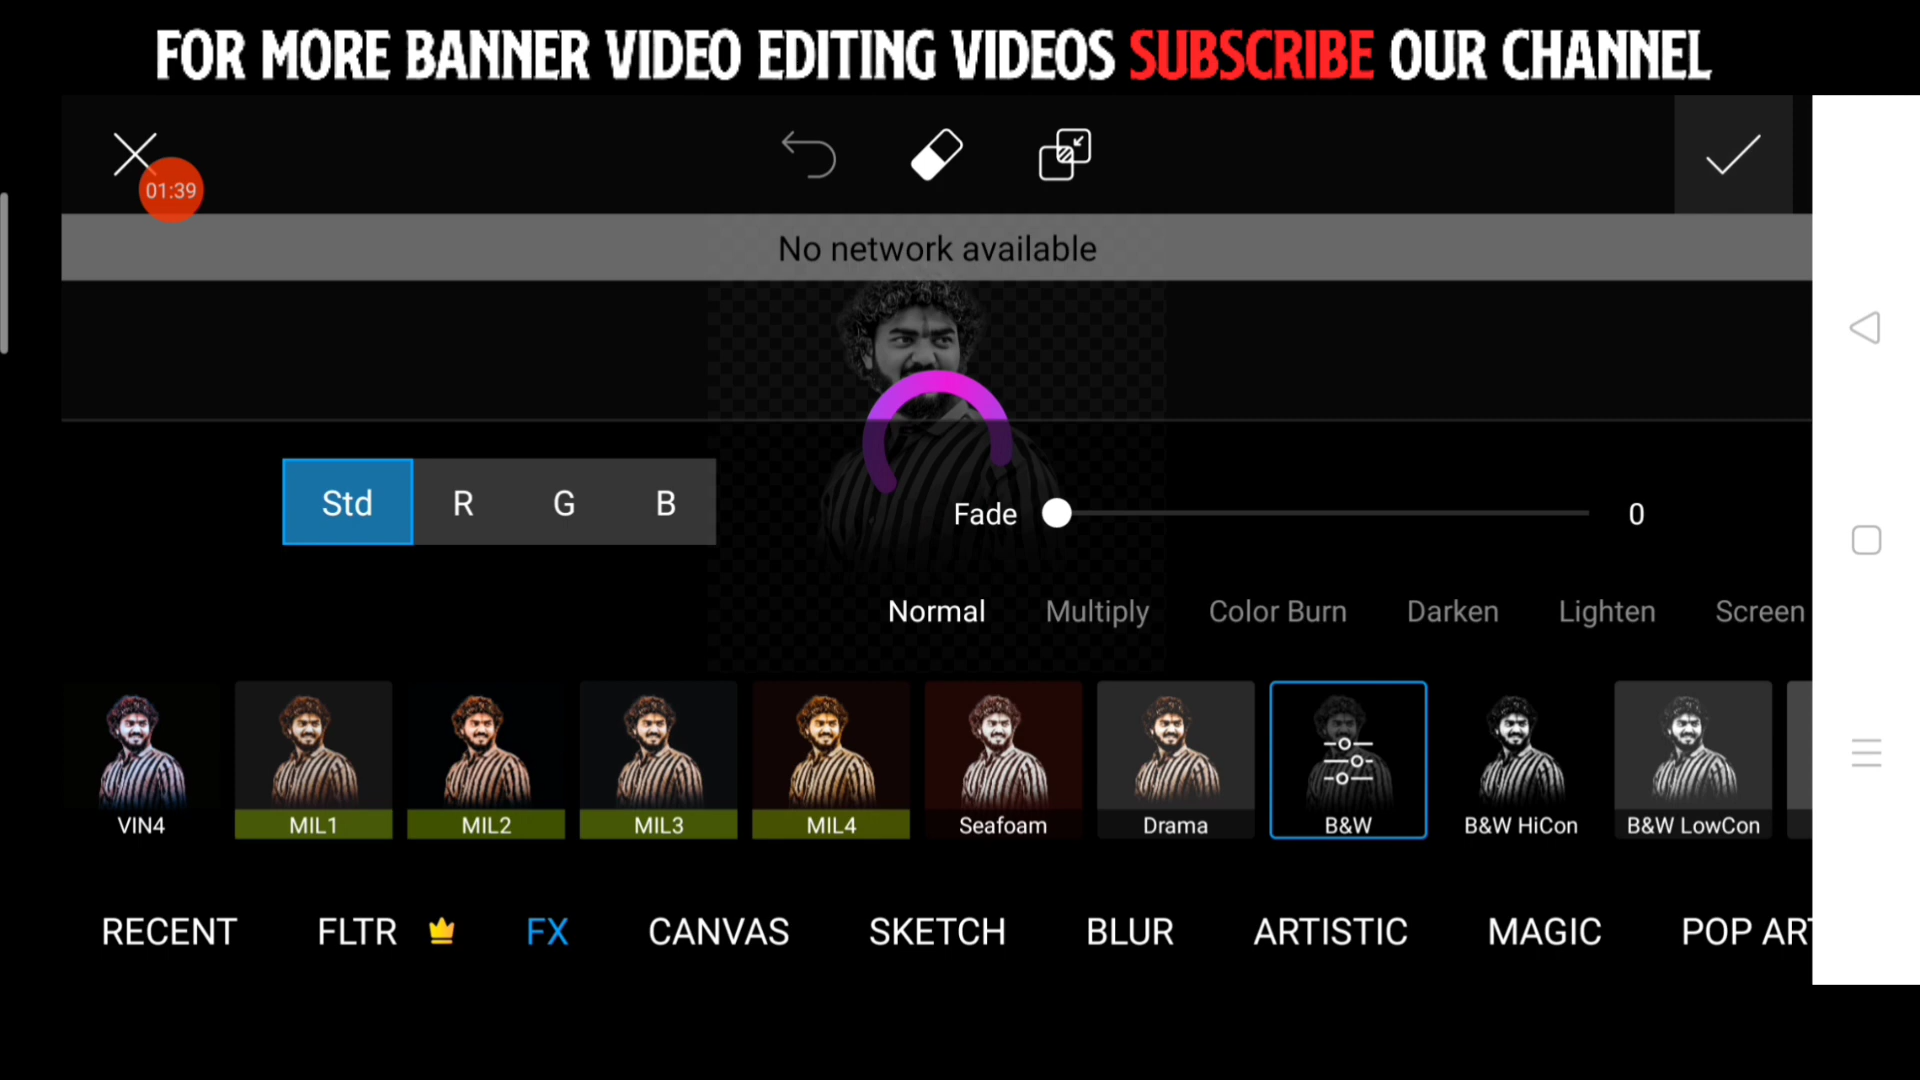 FOR MORE BANNER VIDEO EDITING VIDEOS SUBSCRIBE OUR CHANNEL
01:39
No network available
Std R G B
Fade 0
Normal Multiply Color Burn Darken Lighten Screen
VIN4 MIL1 MIL2 MIL3 MIL4 Seafoam Drama B&W B&W HiCon B&W LowCon
RECENT FLTR FX CANVAS SKETCH BLUR ARTISTIC MAGIC POP ART